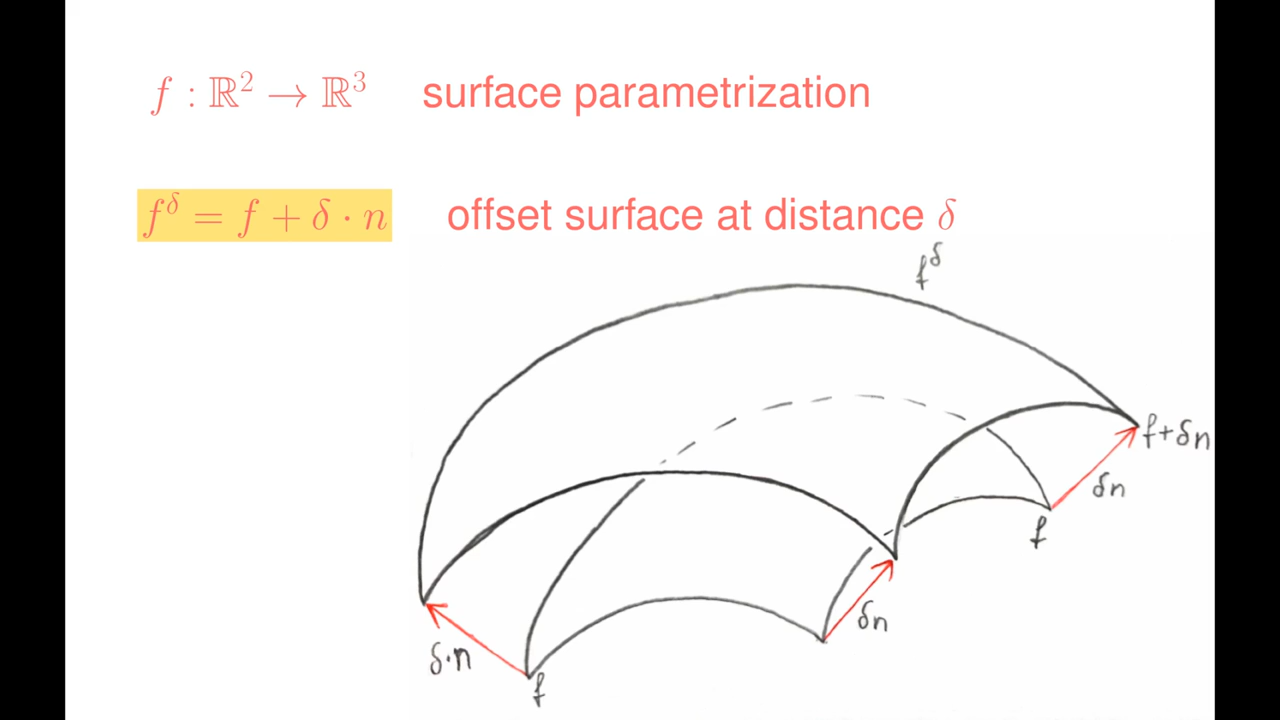 f : ℝ² → ℝ³ surface parametrization
f^δ = f + δ · n offset surface at distance δ
f^δ
f+δn
δn
f
δn
δ·n
f